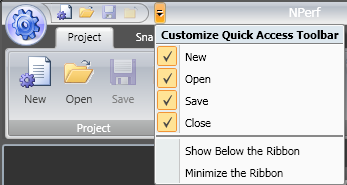 NPerf
Project
Sna
Customize Quick Access Toolbar
New
Open
Save
Close
Show Below the Ribbon
Minimize the Ribbon
New
Open
Save
Project